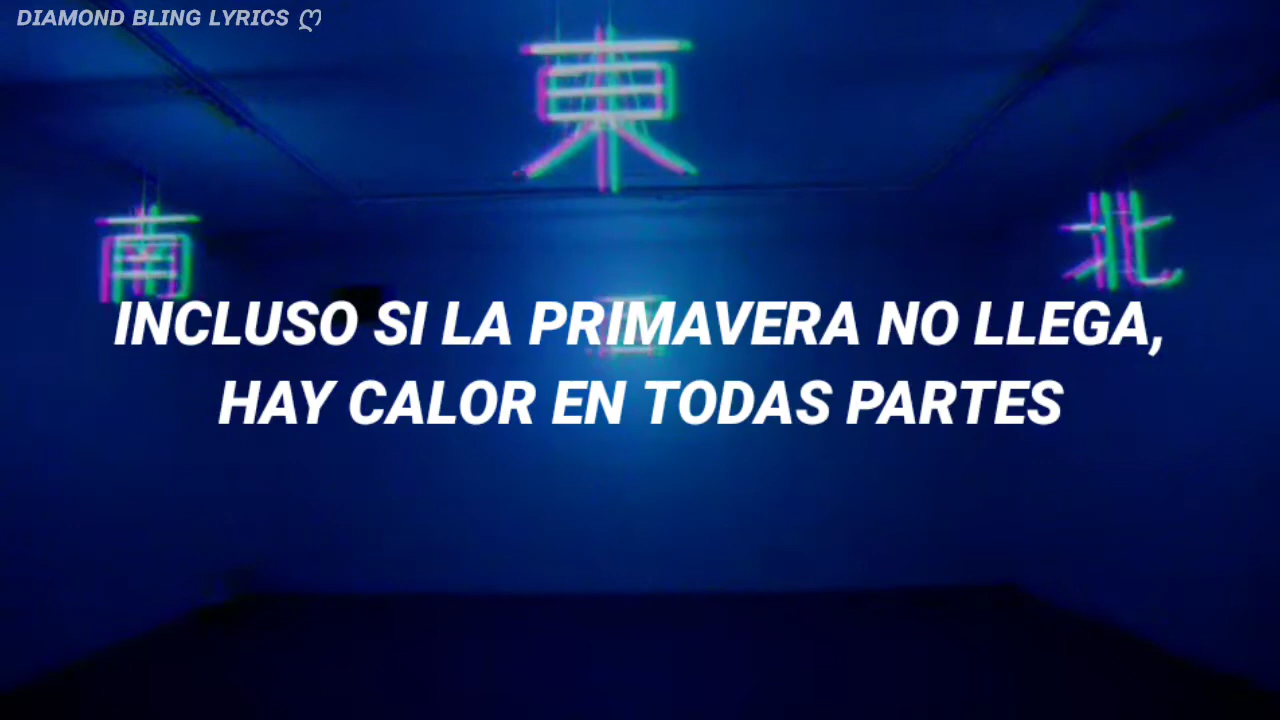 DIAMOND BLING LYRICS ღ
東
南
北
INCLUSO SI LA PRIMAVERA NO LLEGA,
HAY CALOR EN TODAS PARTES